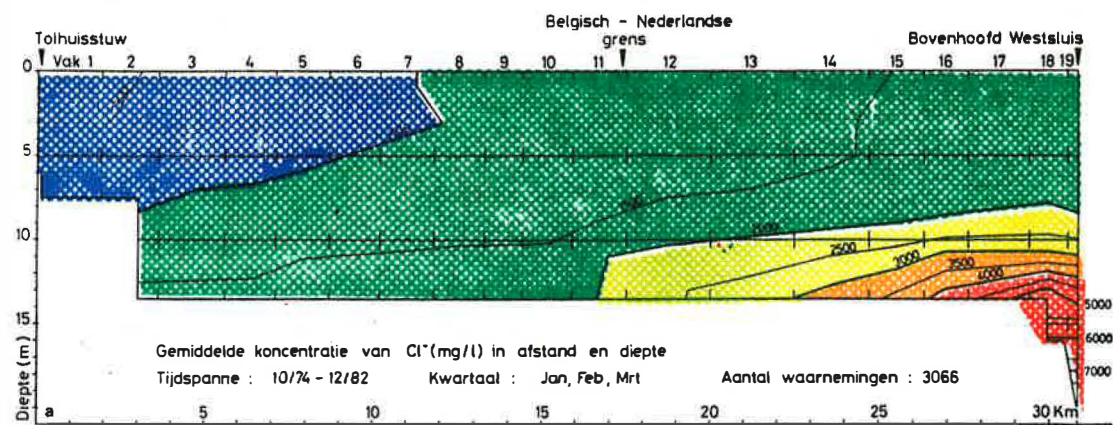 Belgisch - Nederlandse
Tolhuisstuw grens Bovenhoofd Westsluis
Vak 1 2 3 4 5 6 7 8 9 10 11 12 13 14 15 16 17 18 19
0
5
10
1500
2500
3000
3500
4000
15
5000
6000
7000
Gemiddelde koncentratie van Cl⁻(mg/l) in afstand en diepte
Tijdspanne : 10/74 - 12/82 Kwartaal : Jan, Feb, Mrt Aantal waarnemingen : 3066
Diepte (m)
a 5 10 15 20 25 30 Km